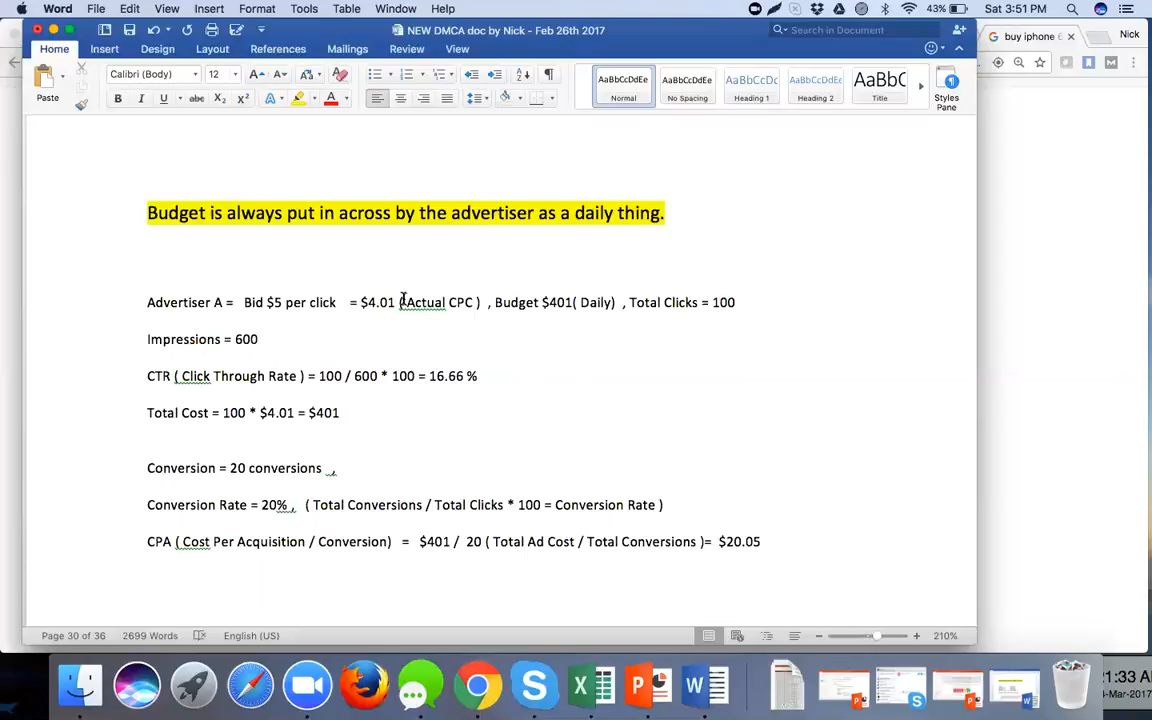 Word File Edit View Insert Format Tools Table Window Help 43% Sat 3:51 PM
NEW DMCA doc by Nick - Feb 26th 2017 Search in Document
buy iphone 6 Nick
Home Insert Design Layout References Mailings Review View
Paste Calibri (Body) 12 AaBbCcDdEe Normal AaBbCcDdEe No Spacing AaBbCcDc Heading 1 AaBbCcDdEe Heading 2 AaBbC Title Styles Pane
Budget is always put in across by the advertiser as a daily thing.
Advertiser A = Bid $5 per click = $4.01 ( Actual CPC ) , Budget $401( Daily) , Total Clicks = 100
Impressions = 600
CTR ( Click Through Rate ) = 100 / 600 * 100 = 16.66 %
Total Cost = 100 * $4.01 = $401
Conversion = 20 conversions ,
Conversion Rate = 20% , ( Total Conversions / Total Clicks * 100 = Conversion Rate )
CPA ( Cost Per Acquisition / Conversion) = $401 / 20 ( Total Ad Cost / Total Conversions )= $20.05
Page 30 of 36 2699 Words English (US) 210%
21:33 AM
-Mar-2017